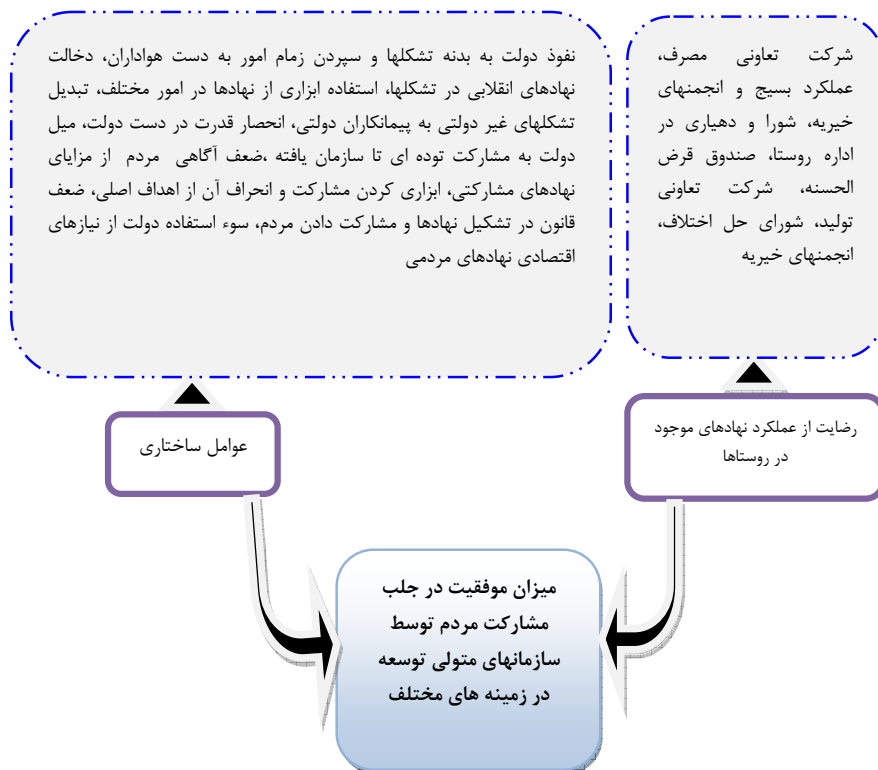 شرکت تعاونی مصرف،
عملکرد بسیج و انجمنهای
خیریه، شورا و دهیاری در
اداره روستا، صندوق قرض
الحسنه، شرکت تعاونی
تولید، شورای حل اختلاف،
انجمنهای خیریه
نفوذ دولت به بدنه تشکلها و سپردن زمام امور به دست هواداران، دخالت
نهادهای انقلابی در تشکلها، استفاده ابزاری از نهادها در امور مختلف، تبدیل
تشکلهای غیر دولتی به پیمانکاران دولتی، انحصار قدرت در دست دولت، میل
دولت به مشارکت توده ای تا سازمان یافته ،ضعف آگاهی مردم از مزایای
نهادهای مشارکتی، ابزاری کردن مشارکت و انحراف آن از اهداف اصلی، ضعف
قانون در تشکیل نهادها و مشارکت دادن مردم، سوء استفاده دولت از نیازهای
اقتصادی نهادهای مردمی
رضایت از عملکرد نهادهای موجود
در روستاها
عوامل ساختاری
میزان موفقیت در جلب
مشارکت مردم توسط
سازمانهای متولی توسعه
در زمینه های مختلف